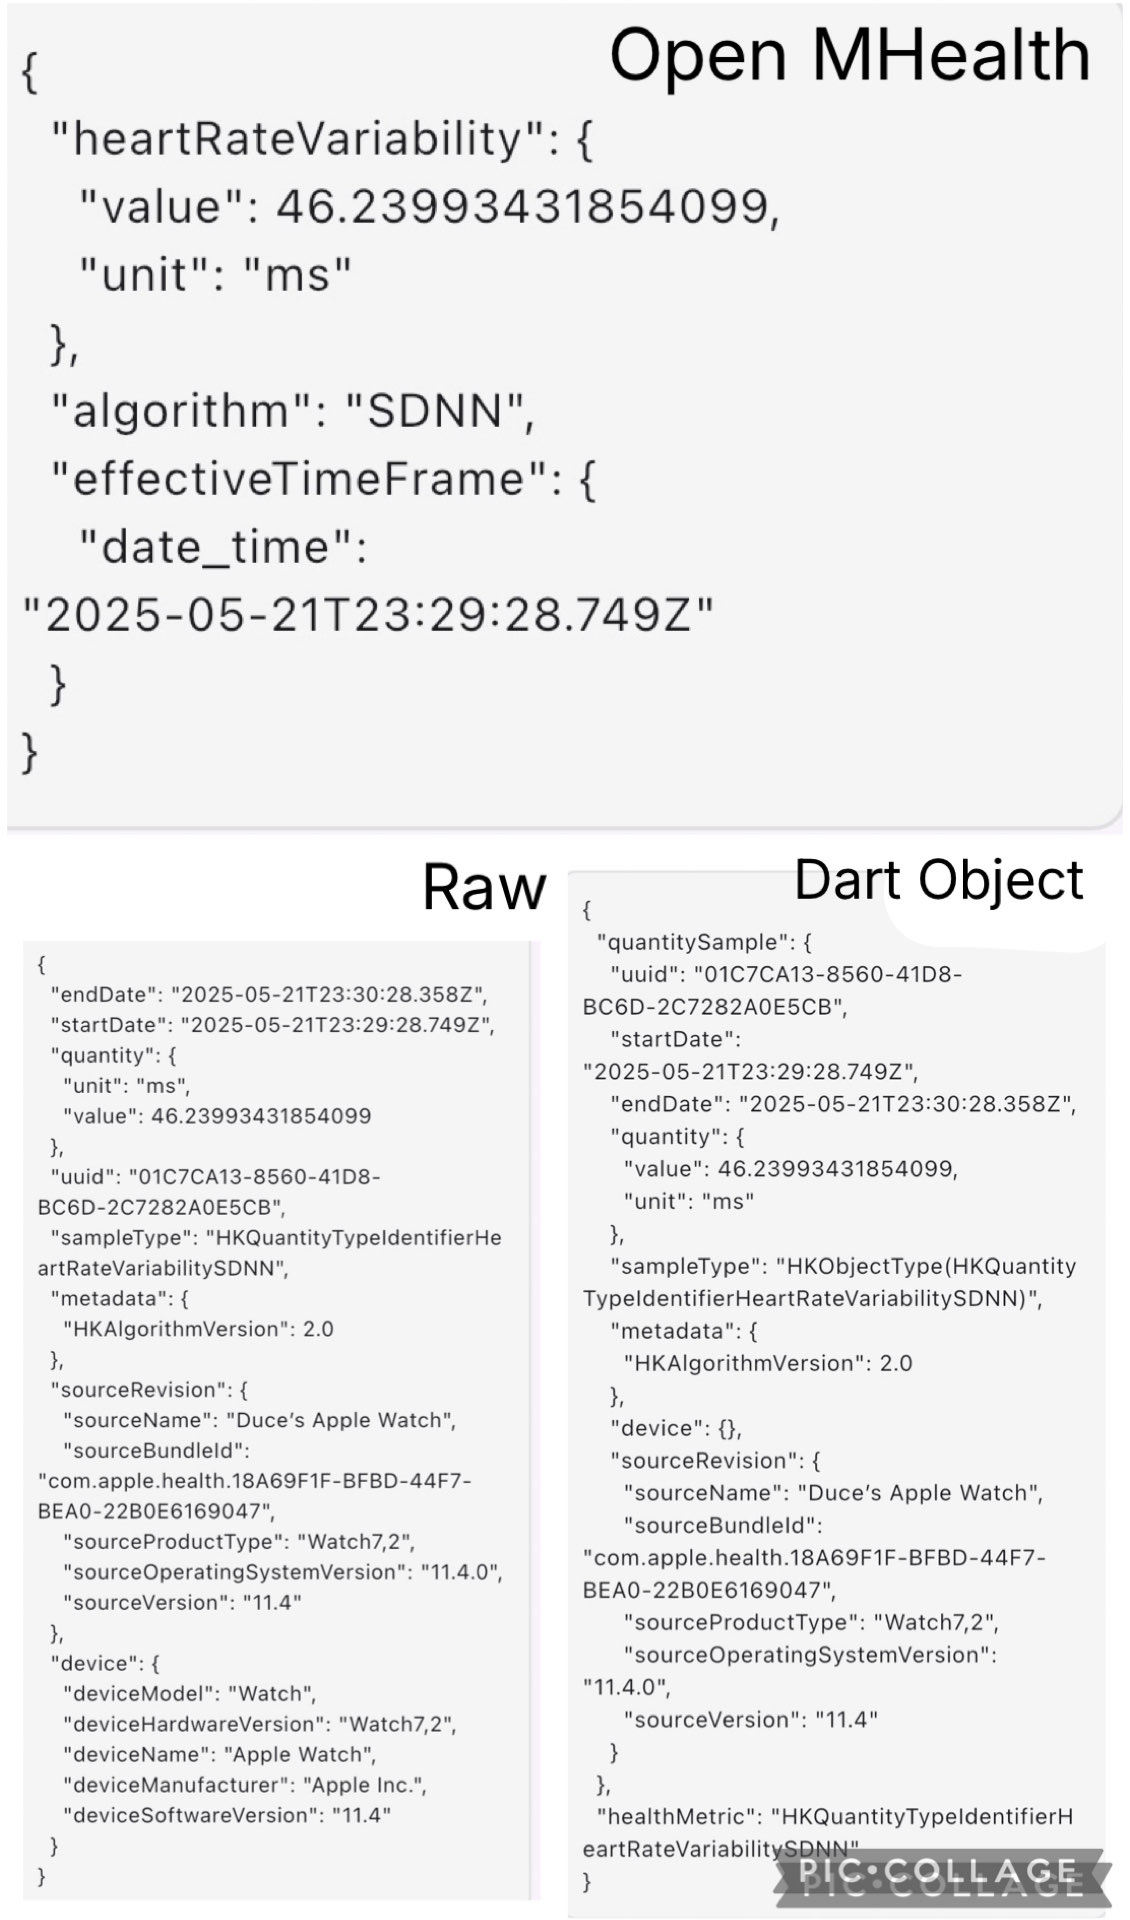 Open MHealth
{
"heartRateVariability": {
"value": 46.23993431854099,
"unit": "ms"
},
"algorithm": "SDNN",
"effectiveTimeFrame": {
"date_time":
"2025-05-21T23:29:28.749Z"
}
}
Raw
{
"endDate": "2025-05-21T23:30:28.358Z",
"startDate": "2025-05-21T23:29:28.749Z",
"quantity": {
"unit": "ms",
"value": 46.23993431854099
},
"uuid": "01C7CA13-8560-41D8-
BC6D-2C7282A0E5CB",
"sampleType": "HKQuantityTypeIdentifierHe
artRateVariabilitySDNN",
"metadata": {
"HKAlgorithmVersion": 2.0
},
"sourceRevision": {
"sourceName": "Duce’s Apple Watch",
"sourceBundleId":
"com.apple.health.18A69F1F-BFBD-44F7-
BEA0-22B0E6169047",
"sourceProductType": "Watch7,2",
"sourceOperatingSystemVersion": "11.4.0",
"sourceVersion": "11.4"
},
"device": {
"deviceModel": "Watch",
"deviceHardwareVersion": "Watch7,2",
"deviceName": "Apple Watch",
"deviceManufacturer": "Apple Inc.",
"deviceSoftwareVersion": "11.4"
}
}
Dart Object
{
"quantitySample": {
"uuid": "01C7CA13-8560-41D8-
BC6D-2C7282A0E5CB",
"startDate":
"2025-05-21T23:29:28.749Z",
"endDate": "2025-05-21T23:30:28.358Z",
"quantity": {
"value": 46.23993431854099,
"unit": "ms"
},
"sampleType": "HKObjectType(HKQuantity
TypeIdentifierHeartRateVariabilitySDNN)",
"metadata": {
"HKAlgorithmVersion": 2.0
},
"device": {},
"sourceRevision": {
"sourceName": "Duce’s Apple Watch",
"sourceBundleId":
"com.apple.health.18A69F1F-BFBD-44F7-
BEA0-22B0E6169047",
"sourceProductType": "Watch7,2",
"sourceOperatingSystemVersion":
"11.4.0",
"sourceVersion": "11.4"
}
},
"healthMetric": "HKQuantityTypeIdentifierH
eartRateVariabilitySDNN"
}
PIC•COLLAGE